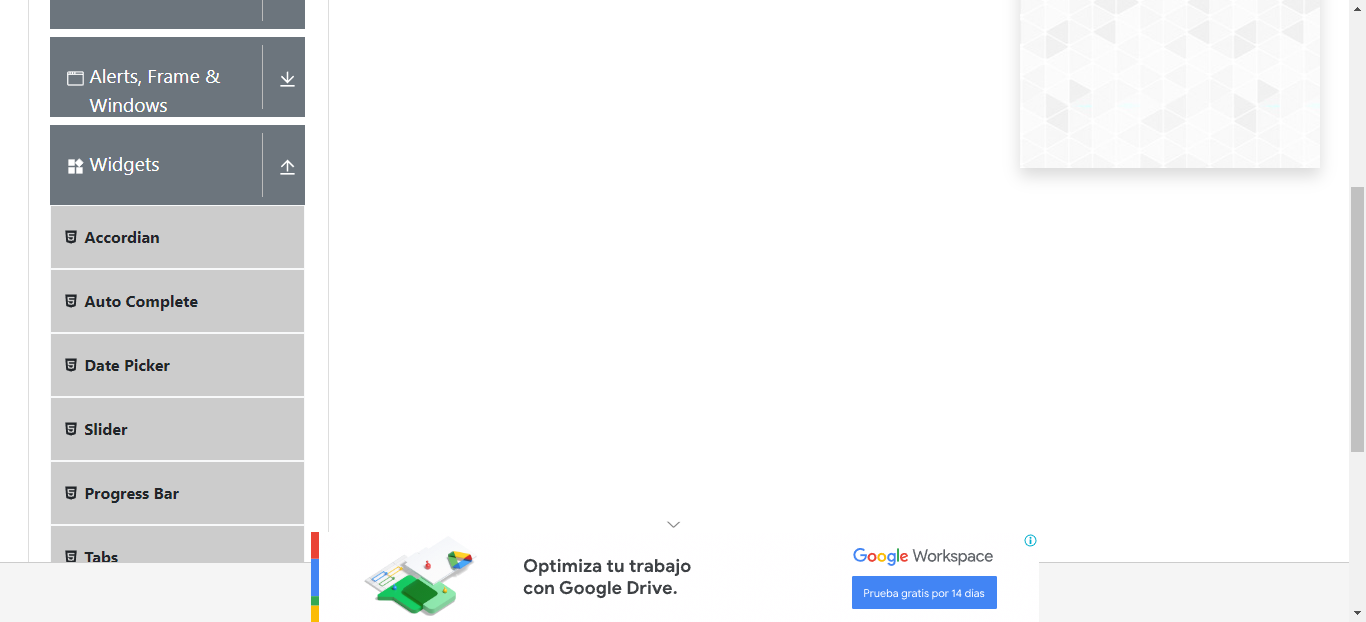 Alerts, Frame &
Windows
Widgets
Accordian
Auto Complete
Date Picker
Slider
Progress Bar
Tabs
Optimiza tu trabajo
con Google Drive.
Google Workspace
Prueba gratis por 14 días